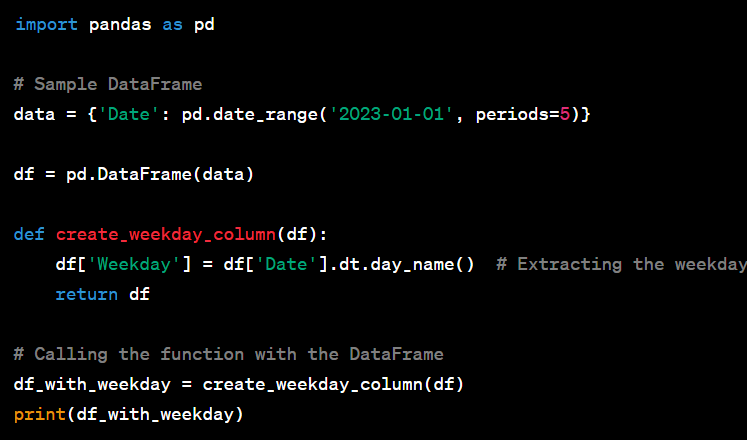 import pandas as pd
# Sample DataFrame
data = {'Date': pd.date_range('2023-01-01', periods=5)}
df = pd.DataFrame(data)
def create_weekday_column(df):
    df['Weekday'] = df['Date'].dt.day_name()  # Extracting the weekday
    return df
# Calling the function with the DataFrame
df_with_weekday = create_weekday_column(df)
print(df_with_weekday)